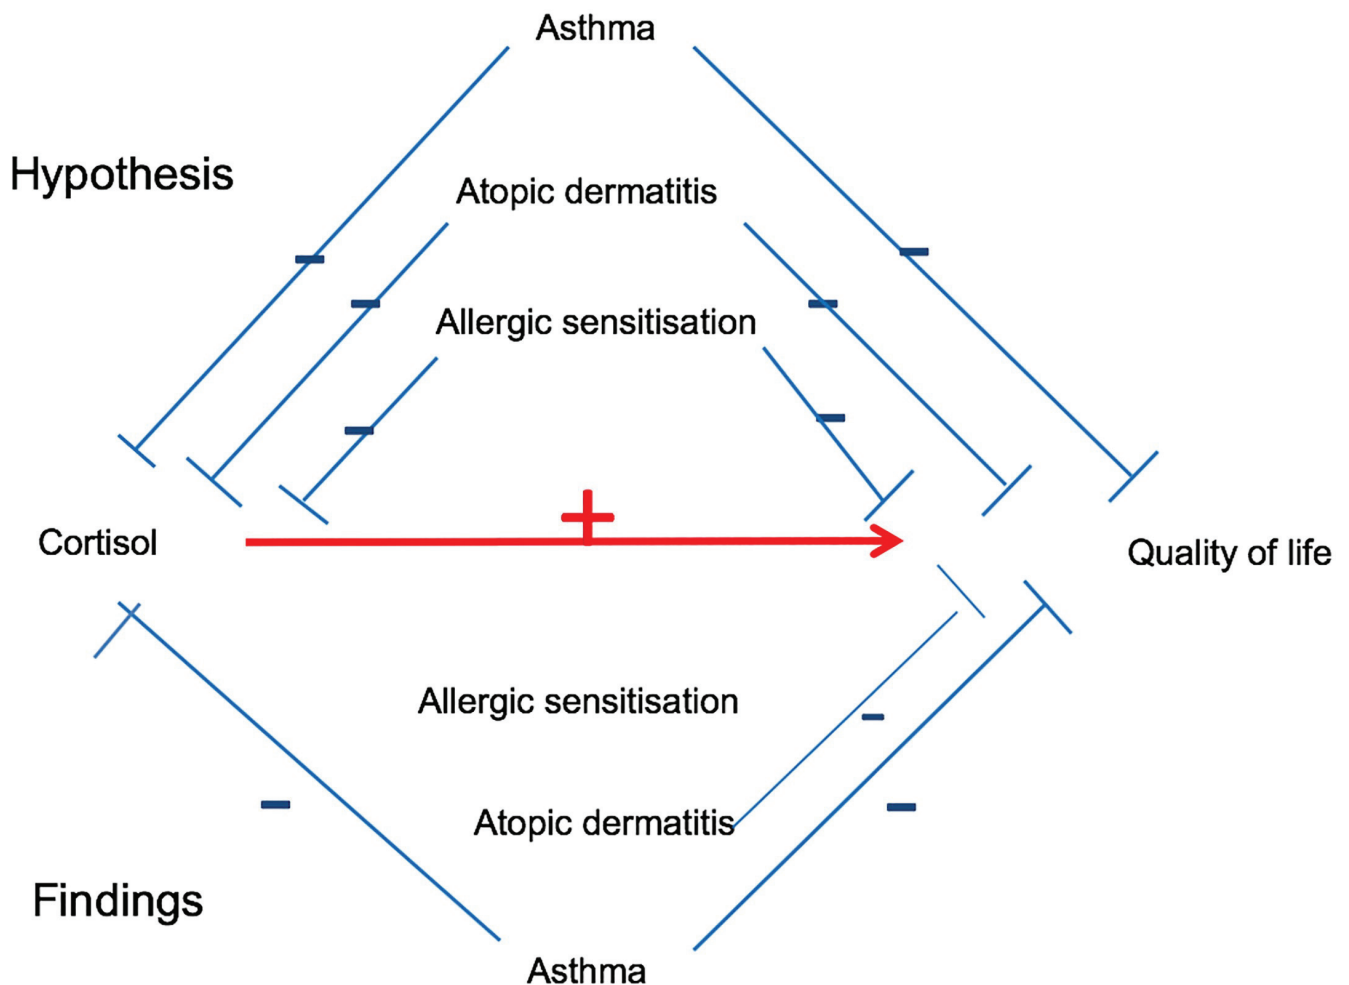 Asthma
Hypothesis
Atopic dermatitis
Allergic sensitisation
+
Cortisol
Quality of life
Allergic sensitisation
Atopic dermatitis
Findings
Asthma